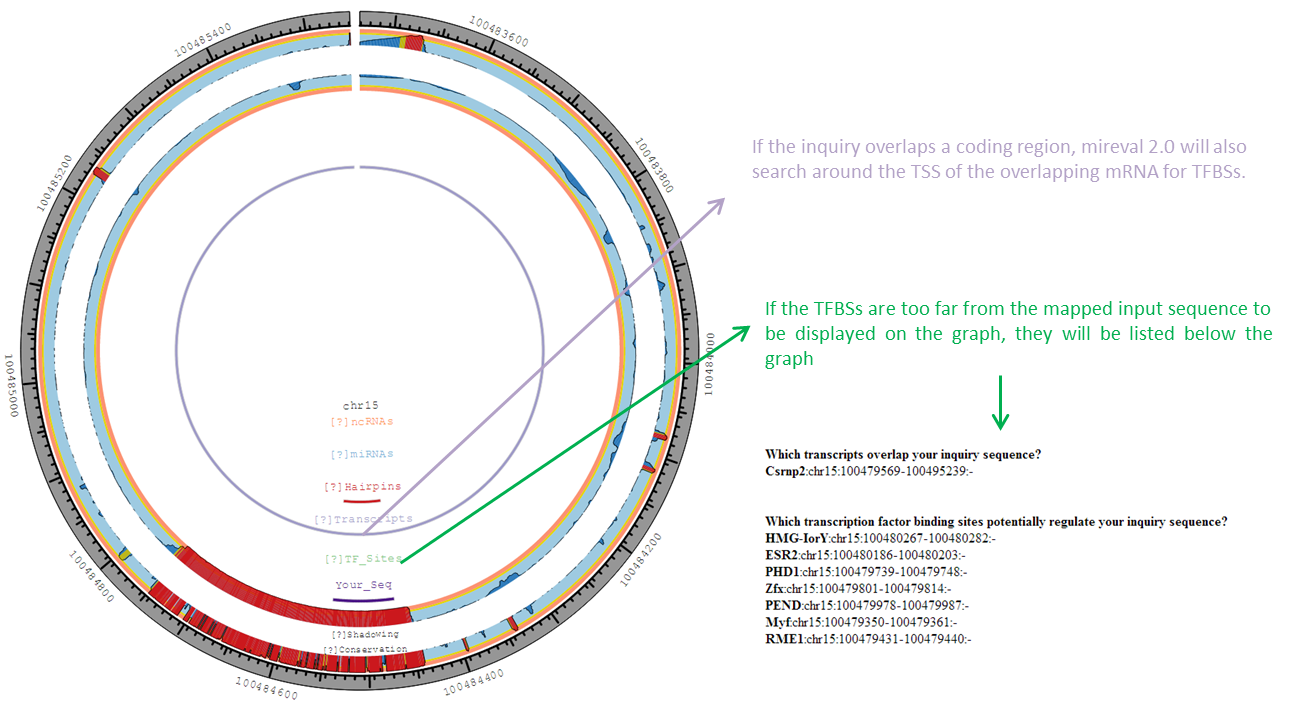 100485400
100483600
100485200
100483800
100485000
100484000
100484800
100484200
100484600
100484400
chr15
[?]ncRNAs
[?]miRNAs
[?]Hairpins
[?]Transcripts
[?]TF_Sites
Your_Seq
[?]Shadowing
[?]Conservation
If the inquiry overlaps a coding region, mireval 2.0 will also
search around the TSS of the overlapping mRNA for TFBSs.
If the TFBSs are too far from the mapped input sequence to
be displayed on the graph, they will be listed below the
graph
Which transcripts overlap your inquiry sequence?
Csrnp2:chr15:100479569-100495239:-
Which transcription factor binding sites potentially regulate your inquiry sequence?
HMG-IorY:chr15:100480267-100480282:-
ESR2:chr15:100480186-100480203:-
PHD1:chr15:100479739-100479748:-
Zfx:chr15:100479801-100479814:-
PEND:chr15:100479978-100479987:-
Myf:chr15:100479350-100479361:-
RME1:chr15:100479431-100479440:-